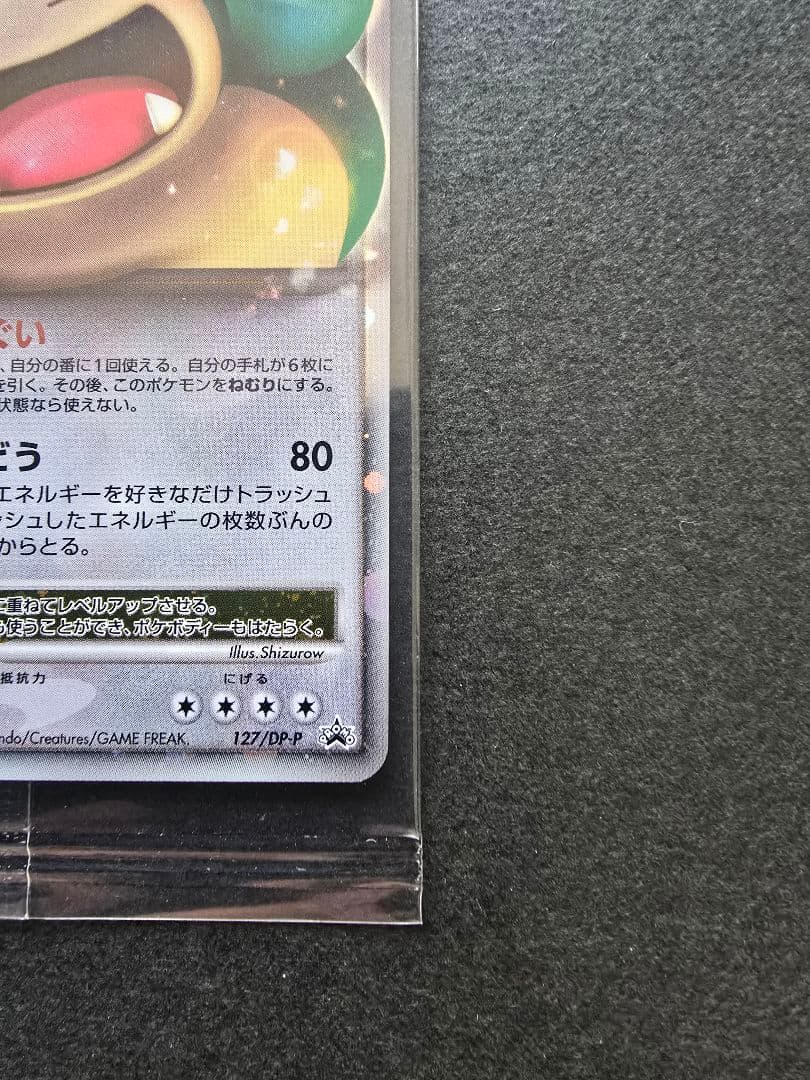 ぐい
、自分の番に1回使える。自分の手札が6枚に
を引く。その後、このポケモンをねむりにする。
状態なら使えない。
どう 80
エネルギーを好きなだけトラッシュ
ッシュしたエネルギーの枚数ぶんの
からとる。
に重ねてレベルアップさせる。
も使うことができ、ポケボディーもはたらく。
Illus.Shizurow
抵抗力 にげる
ndo/Creatures/GAME FREAK. 127/DP-P